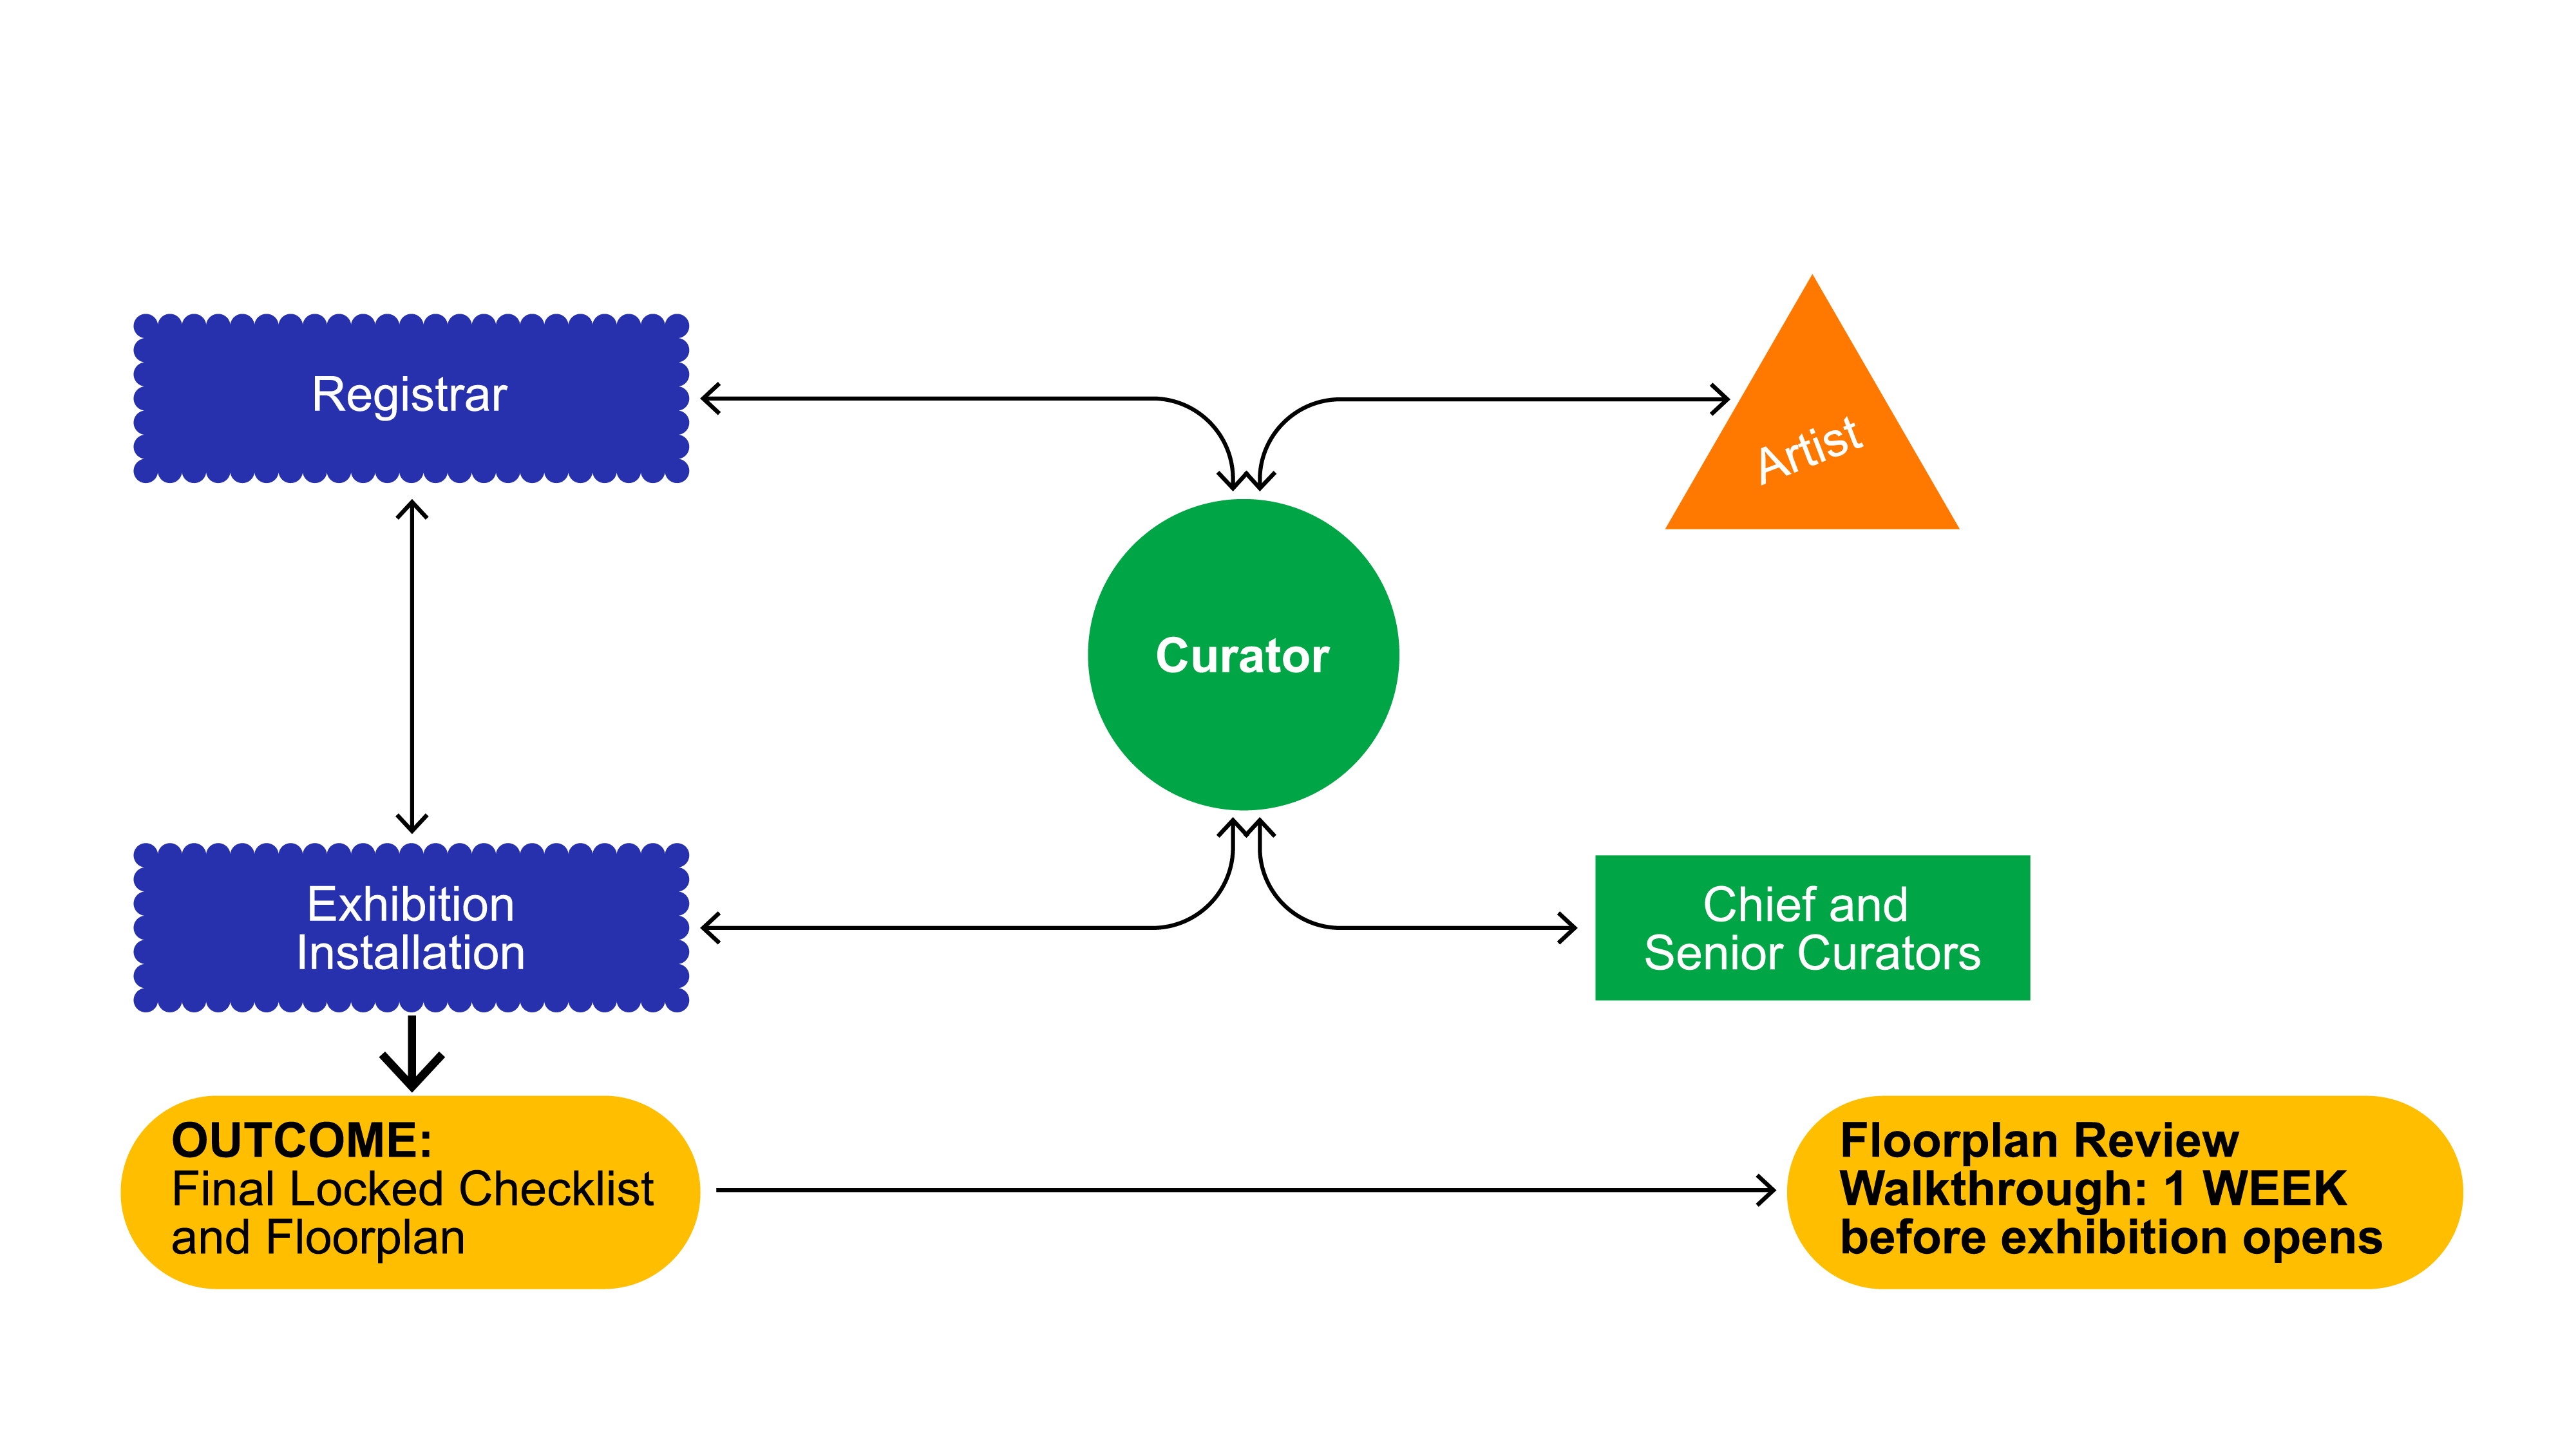 Registrar
Artist
Curator
Exhibition
Installation
Chief and
Senior Curators
OUTCOME:
Final Locked Checklist
and Floorplan
Floorplan Review
Walkthrough: 1 WEEK
before exhibition opens